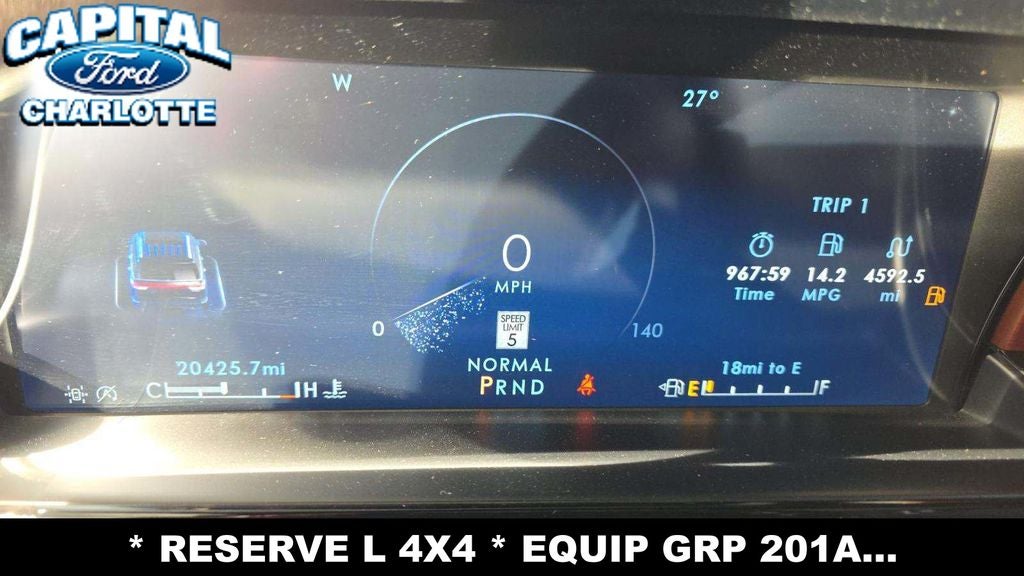 CAPITAL
Ford
CHARLOTTE
W
27°
TRIP 1
967:59 14.2 4592.5
Time MPG mi
0
MPH
0
140
SPEED
LIMIT
5
20425.7mi
NORMAL
18mi to E
C H
PRND
E F
* RESERVE L 4X4 * EQUIP GRP 201A...